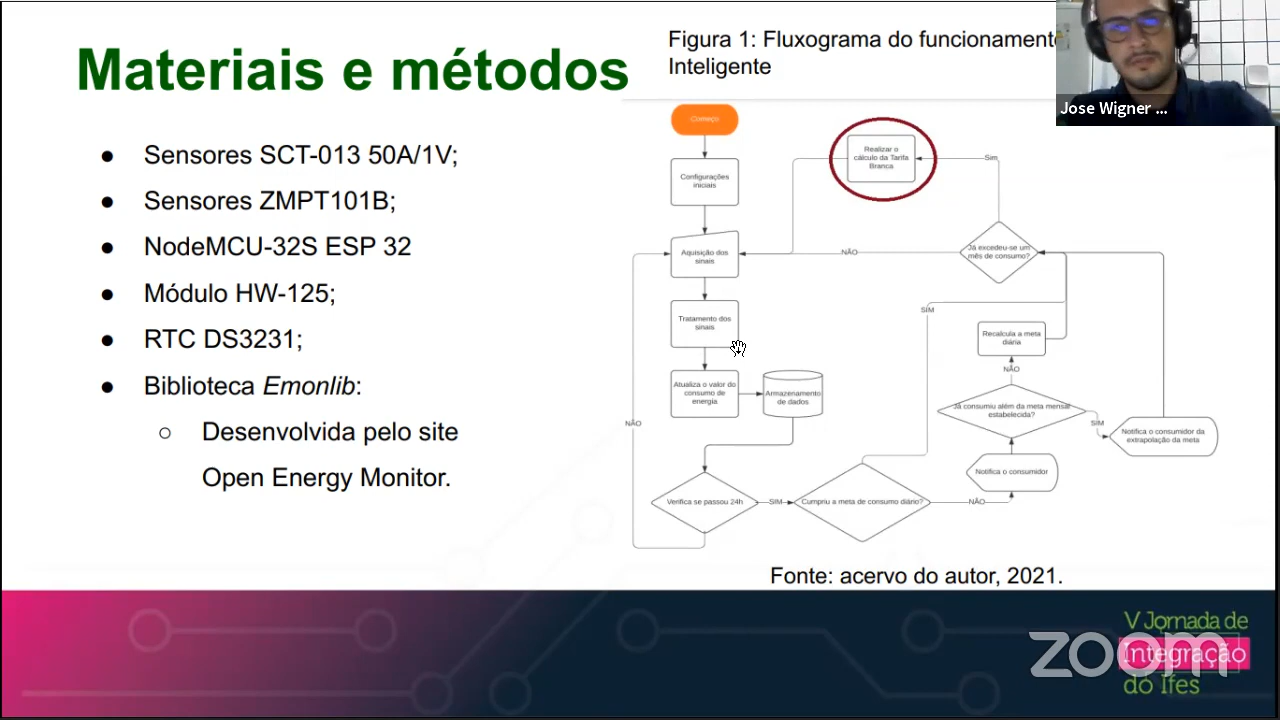 Materiais e métodos
● Sensores SCT-013 50A/1V;
● Sensores ZMPT101B;
● NodeMCU-32S ESP 32
● Módulo HW-125;
● RTC DS3231;
● Biblioteca Emonlib:
○ Desenvolvida pelo site
Open Energy Monitor.
Figura 1: Fluxograma do funcionamento
Inteligente
Jose Wigner ...
Começo
Configurações
iniciais
Aquisição dos
sinais
Tratamento dos
sinais
Atualiza o valor do
consumo de
energia
Armazenamento
de dados
Verifica se passou 24h
NÃO
SIM
Cumpriu a meta de consumo diário?
SIM
NÃO
Notifica o consumidor
Já consumiu além da meta mensal
estabelecida?
NÃO
SIM
Recalcula a meta
diária
Notifica o consumidor da
extrapolação da meta
Já excedeu-se um
mês de consumo?
NÃO
Sim
Realizar o
cálculo da Tarifa
Branca
Fonte: acervo do autor, 2021.
V Jornada de
Integração
do Ifes
zoom